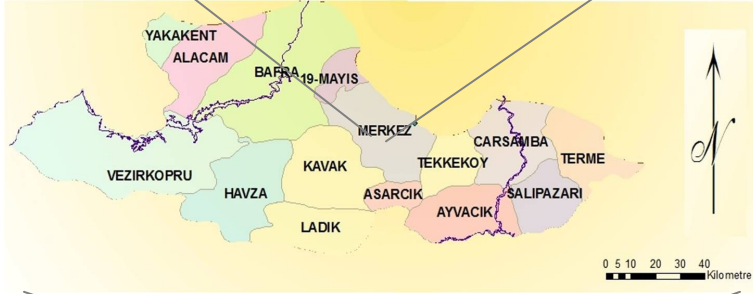 YAKAKENT
ALACAM
BAFRA
19-MAYIS
MERKEZ
CARSAMBA
TEKKEKOY
TERME
KAVAK
VEZIRKOPRU
HAVZA
ASARCIK
SALIPAZARI
AYVACIK
LADIK
N
0 5 10 20 30 40
Kilometre